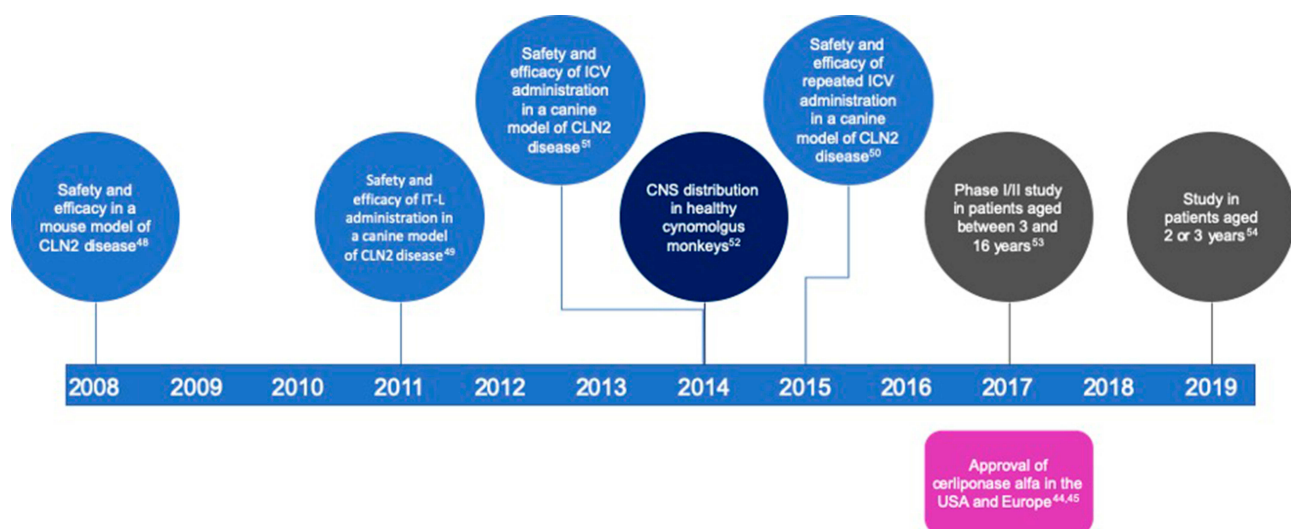 Safety and
efficacy in a
mouse model of
CLN2 disease48
Safety and
efficacy of IT-L
administration in
a canine model
of CLN2 disease49
Safety and
efficacy of ICV
administration
in a canine
model of CLN2
disease51
CNS distribution
in healthy
cynomolgus
monkeys52
Safety and
efficacy of
repeated ICV
administration
in a canine
model of CLN2
disease50
Phase I/II study
in patients aged
between 3 and
16 years53
Study in
patients aged
2 or 3 years54
2008 2009 2010 2011 2012 2013 2014 2015 2016 2017 2018 2019
Approval of
cerliponase alfa in the
USA and Europe44,45